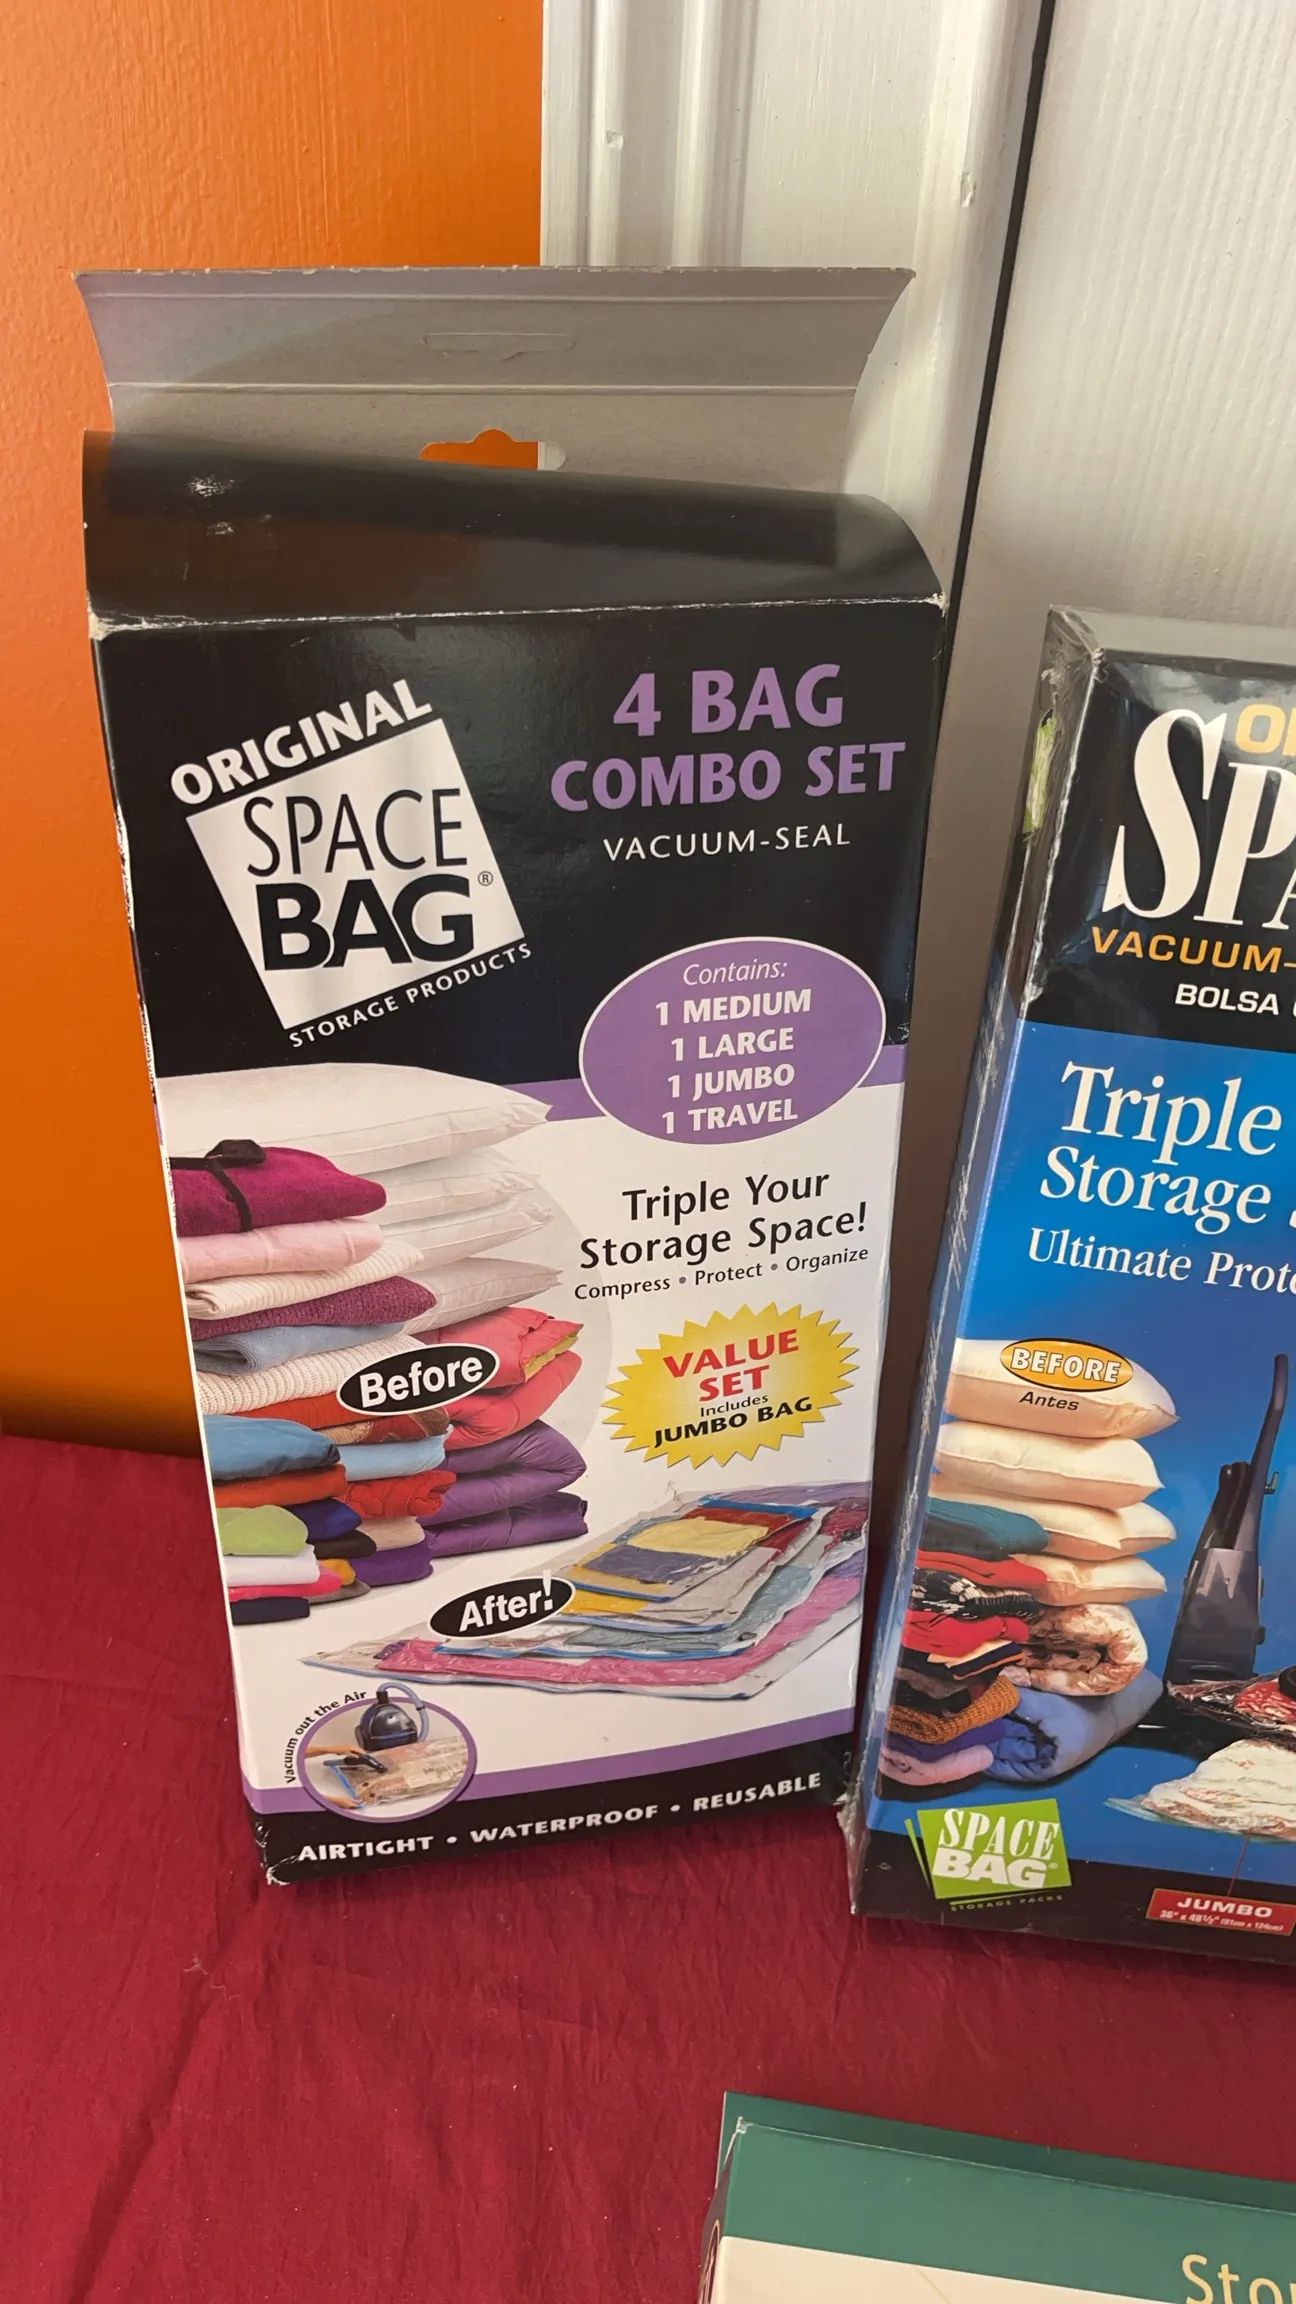 ORIGINAL
SPACE
BAG®
STORAGE PRODUCTS
4 BAG
COMBO SET
VACUUM-SEAL
Contains:
1 MEDIUM
1 LARGE
1 JUMBO
1 TRAVEL
Triple Your
Storage Space!
Compress • Protect • Organize
VALUE
SET
Includes
JUMBO BAG
Before
After!
Vacuum out the Air
AIRTIGHT • WATERPROOF • REUSABLE
VACUUM-
BOLSA
Triple
Storage
Ultimate
BEFORE
Antes
SPACE
BAG®
STORAGE PACKS
JUMBO